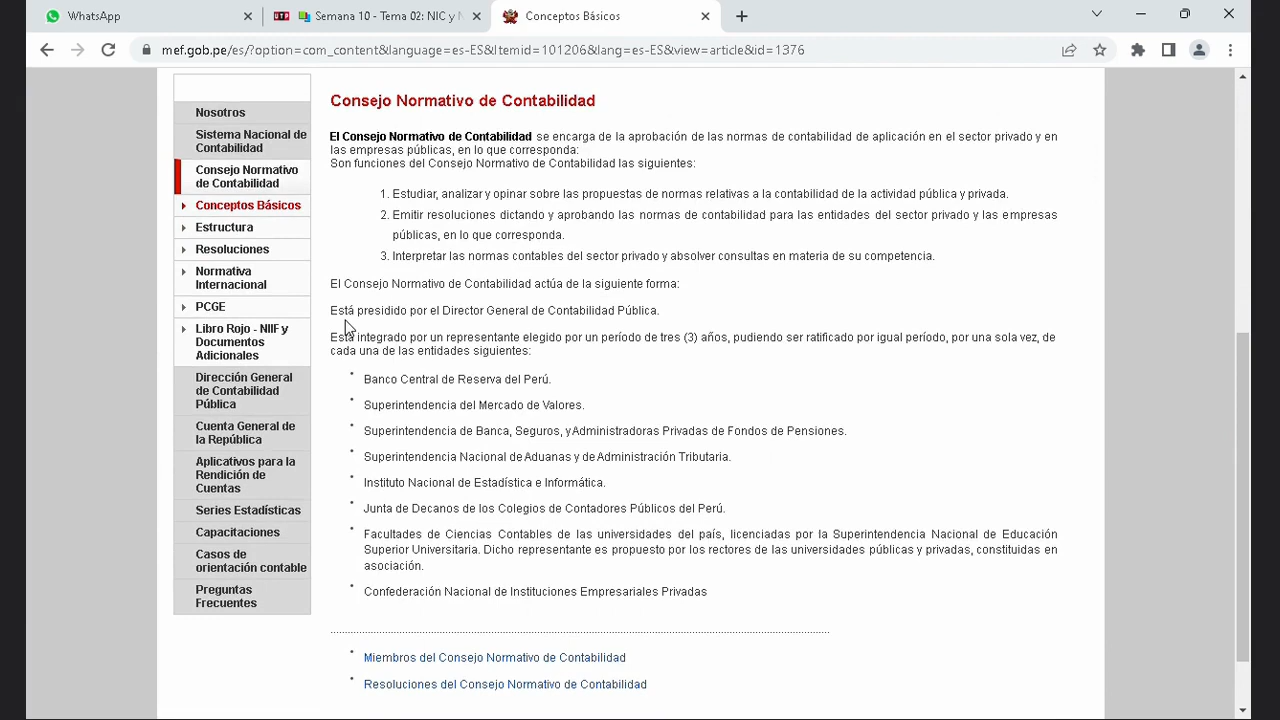 WhatsApp
UTP
Semana 10 - Tema 02: NIC y N
Conceptos Básicos
mef.gob.pe/es/?option=com_content&language=es-ES&Itemid=101206&lang=es-ES&view=article&id=1376
Nosotros
Sistema Nacional de
Contabilidad
Consejo Normativo
de Contabilidad
Conceptos Básicos
Estructura
Resoluciones
Normativa
Internacional
PCGE
Libro Rojo - NIIF y
Documentos
Adicionales
Dirección General
de Contabilidad
Pública
Cuenta General de
la República
Aplicativos para la
Rendición de
Cuentas
Series Estadísticas
Capacitaciones
Casos de
orientación contable
Preguntas
Frecuentes
Consejo Normativo de Contabilidad
El Consejo Normativo de Contabilidad se encarga de la aprobación de las normas de contabilidad de aplicación en el sector privado y en
las empresas públicas, en lo que corresponda:
Son funciones del Consejo Normativo de Contabilidad las siguientes:
1. Estudiar, analizar y opinar sobre las propuestas de normas relativas a la contabilidad de la actividad pública y privada.
2. Emitir resoluciones dictando y aprobando las normas de contabilidad para las entidades del sector privado y las empresas
públicas, en lo que corresponda.
3. Interpretar las normas contables del sector privado y absolver consultas en materia de su competencia.
El Consejo Normativo de Contabilidad actúa de la siguiente forma:
Está presidido por el Director General de Contabilidad Pública.
Está integrado por un representante elegido por un período de tres (3) años, pudiendo ser ratificado por igual período, por una sola vez, de
cada una de las entidades siguientes:
Banco Central de Reserva del Perú.
Superintendencia del Mercado de Valores.
Superintendencia de Banca, Seguros, y Administradoras Privadas de Fondos de Pensiones.
Superintendencia Nacional de Aduanas y de Administración Tributaria.
Instituto Nacional de Estadística e Informática.
Junta de Decanos de los Colegios de Contadores Públicos del Perú.
Facultades de Ciencias Contables de las universidades del país, licenciadas por la Superintendencia Nacional de Educación
Superior Universitaria. Dicho representante es propuesto por los rectores de las universidades públicas y privadas, constituidas en
asociación.
Confederación Nacional de Instituciones Empresariales Privadas
Miembros del Consejo Normativo de Contabilidad
Resoluciones del Consejo Normativo de Contabilidad